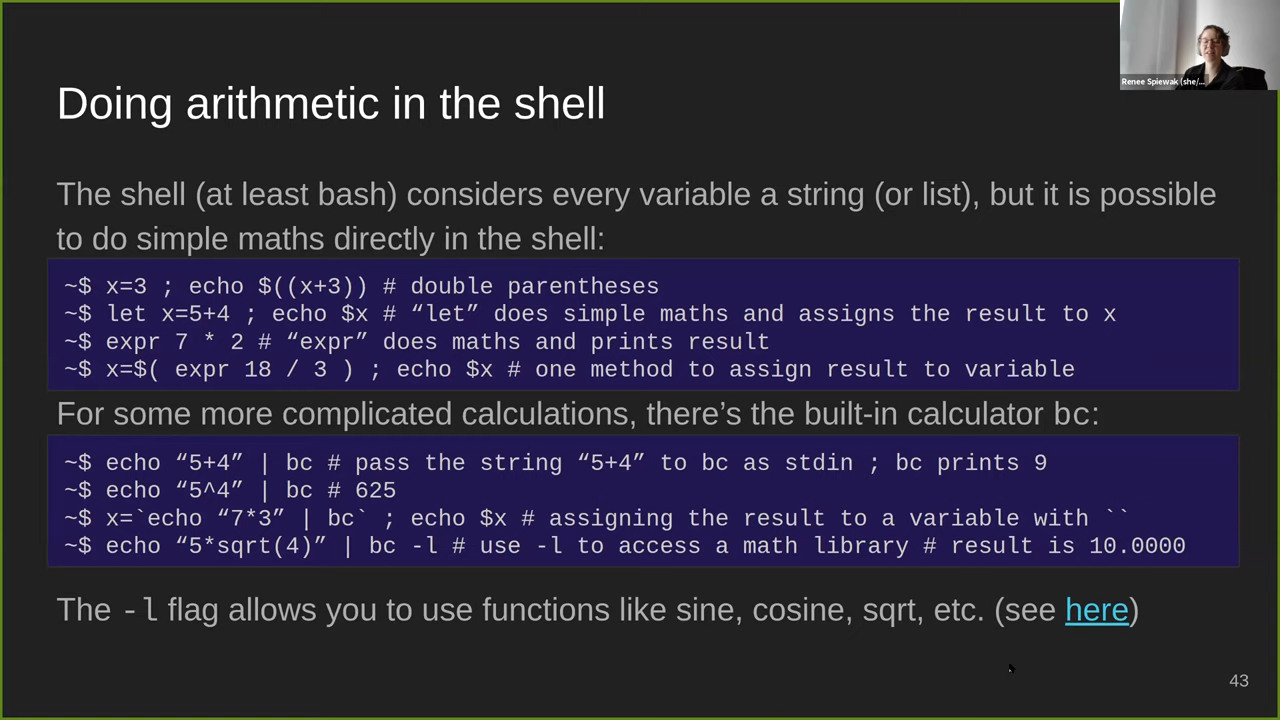 Renee Spiewak (she/...
Doing arithmetic in the shell
The shell (at least bash) considers every variable a string (or list), but it is possible
to do simple maths directly in the shell:
~$ x=3 ; echo $((x+3)) # double parentheses
~$ let x=5+4 ; echo $x # “let” does simple maths and assigns the result to x
~$ expr 7 * 2 # “expr” does maths and prints result
~$ x=$( expr 18 / 3 ) ; echo $x # one method to assign result to variable
For some more complicated calculations, there’s the built-in calculator bc:
~$ echo “5+4” | bc # pass the string “5+4” to bc as stdin ; bc prints 9
~$ echo “5^4” | bc # 625
~$ x=`echo “7*3” | bc` ; echo $x # assigning the result to a variable with ``
~$ echo “5*sqrt(4)” | bc -l # use -l to access a math library # result is 10.0000
The -l flag allows you to use functions like sine, cosine, sqrt, etc. (see here)
43